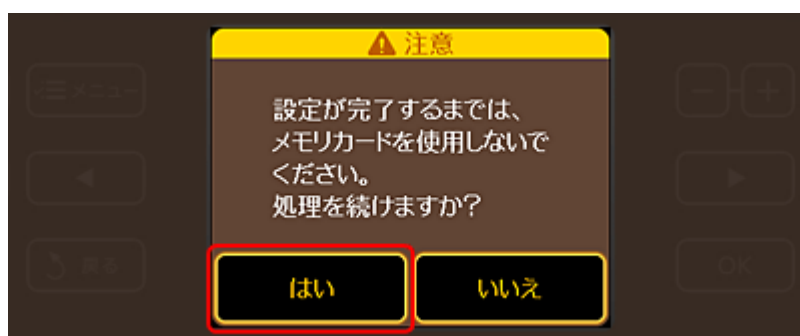 注意
メニュー
設定が完了するまでは、
メモリカードを使用しないで
ください。
処理を続けますか?
戻る
はい
いいえ
OK